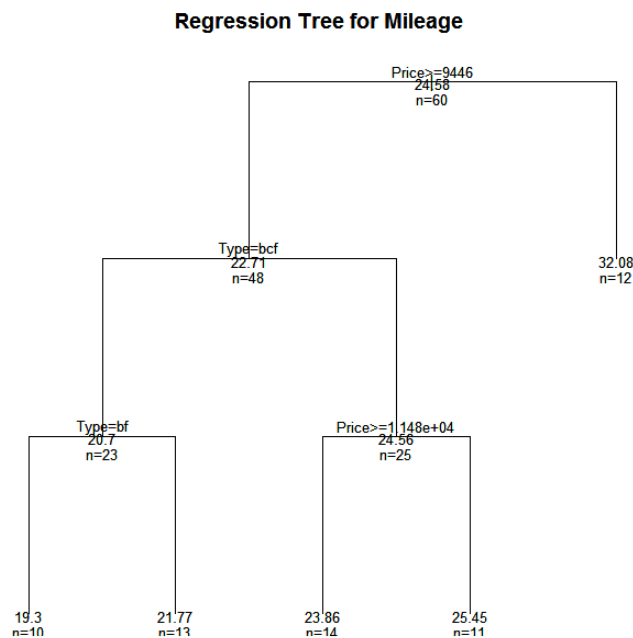 Regression Tree for Mileage
Price>=9446
24.58
n=60
Type=bcf
22.71
n=48
32.08
n=12
Type=bf
20.7
n=23
Price>=1.148e+04
24.56
n=25
19.3
n=10
21.77
n=13
23.86
n=14
25.45
n=11